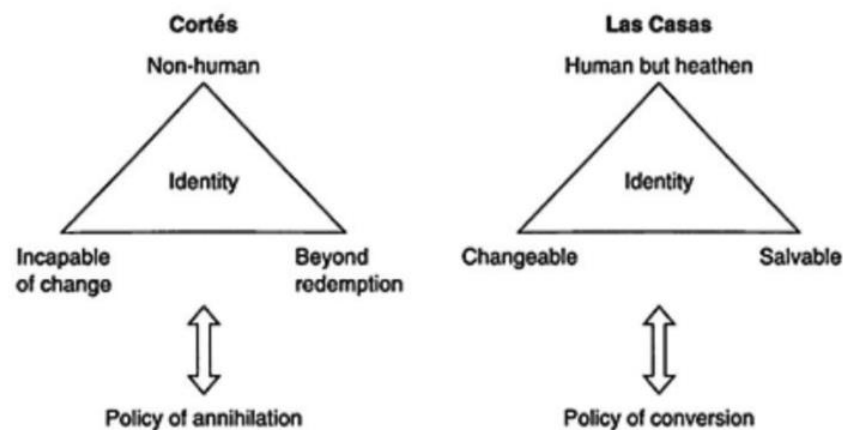 Cortés
Non-human
Identity
Incapable
of change
Beyond
redemption
Policy of annihilation
Las Casas
Human but heathen
Identity
Changeable
Salvable
Policy of conversion